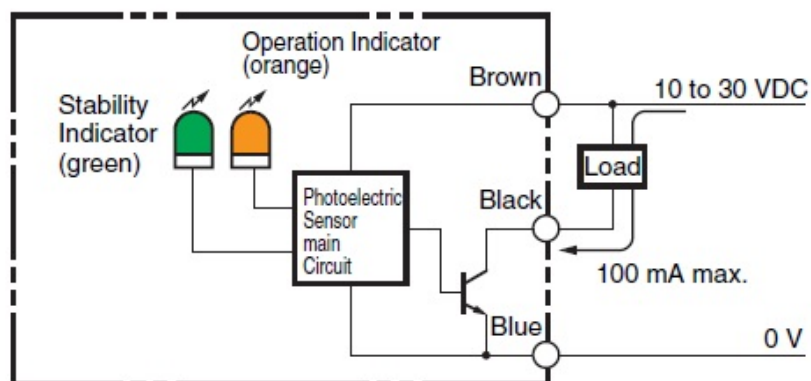 Operation Indicator
(orange)
Stability
Indicator
(green)
Brown
10 to 30 VDC
Load
Photoelectric
Sensor
main
Circuit
Black
100 mA max.
Blue
0 V